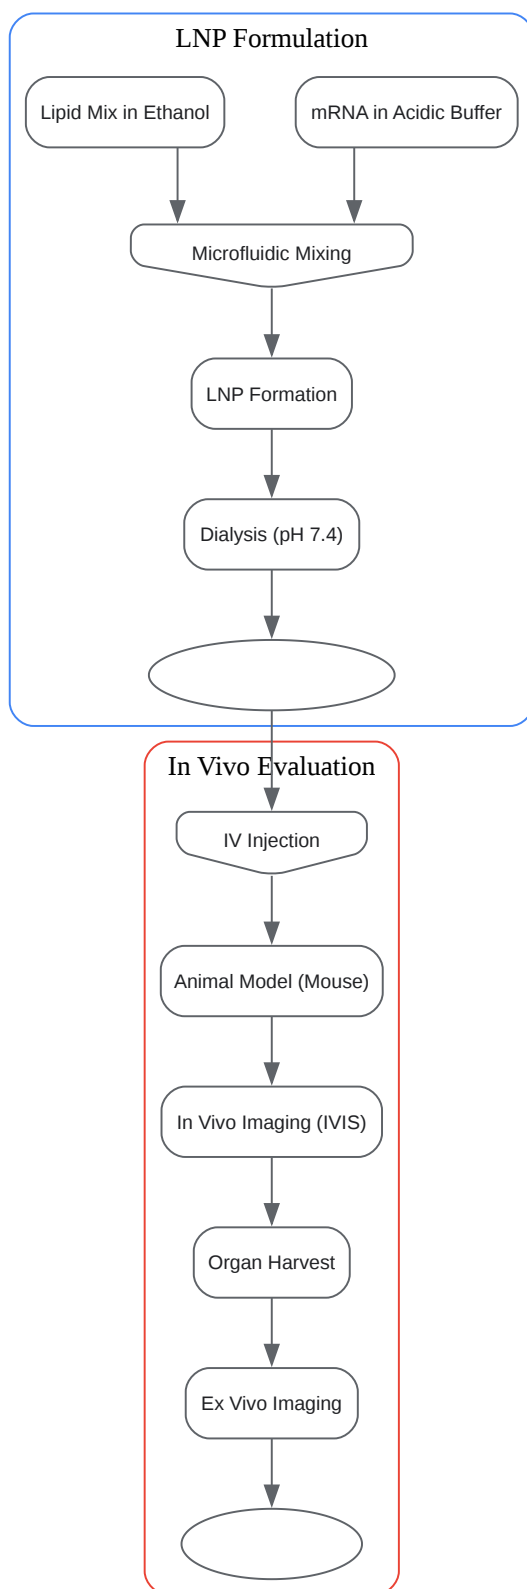 LNP Formulation
Lipid Mix in Ethanol
mRNA in Acidic Buffer
Microfluidic Mixing
LNP Formation
Dialysis (pH 7.4)
In Vivo Evaluation
IV Injection
Animal Model (Mouse)
In Vivo Imaging (IVIS)
Organ Harvest
Ex Vivo Imaging